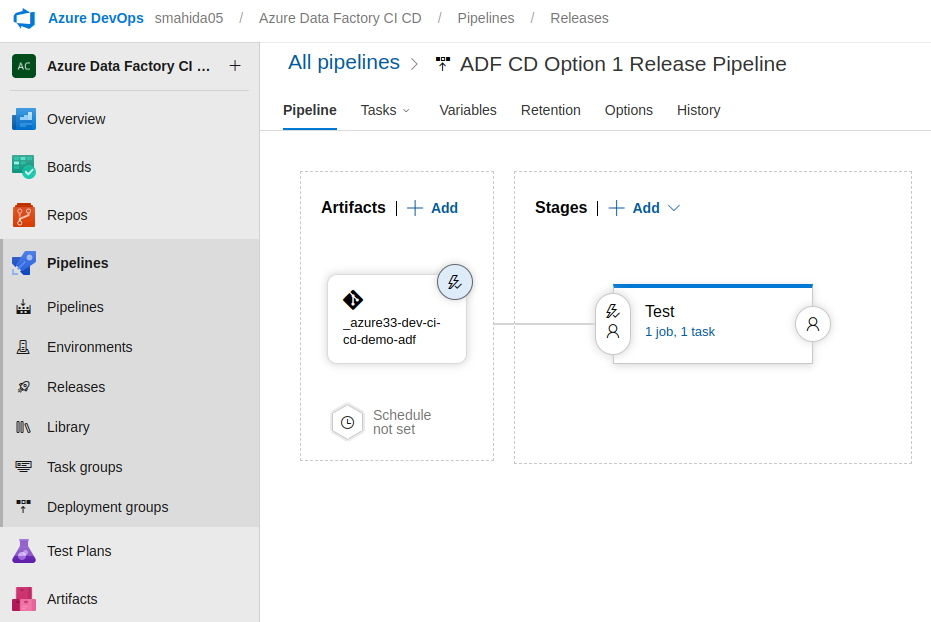 Azure DevOps smahida05 / Azure Data Factory CI CD / Pipelines / Releases
AC Azure Data Factory CI ... +
Overview
Boards
Repos
Pipelines
Pipelines
Environments
Releases
Library
Task groups
Deployment groups
Test Plans
Artifacts
All pipelines > ADF CD Option 1 Release Pipeline
Pipeline Tasks Variables Retention Options History
Artifacts | + Add
_azure33-dev-ci-
cd-demo-adf
Schedule
not set
Stages | + Add
Test
1 job, 1 task